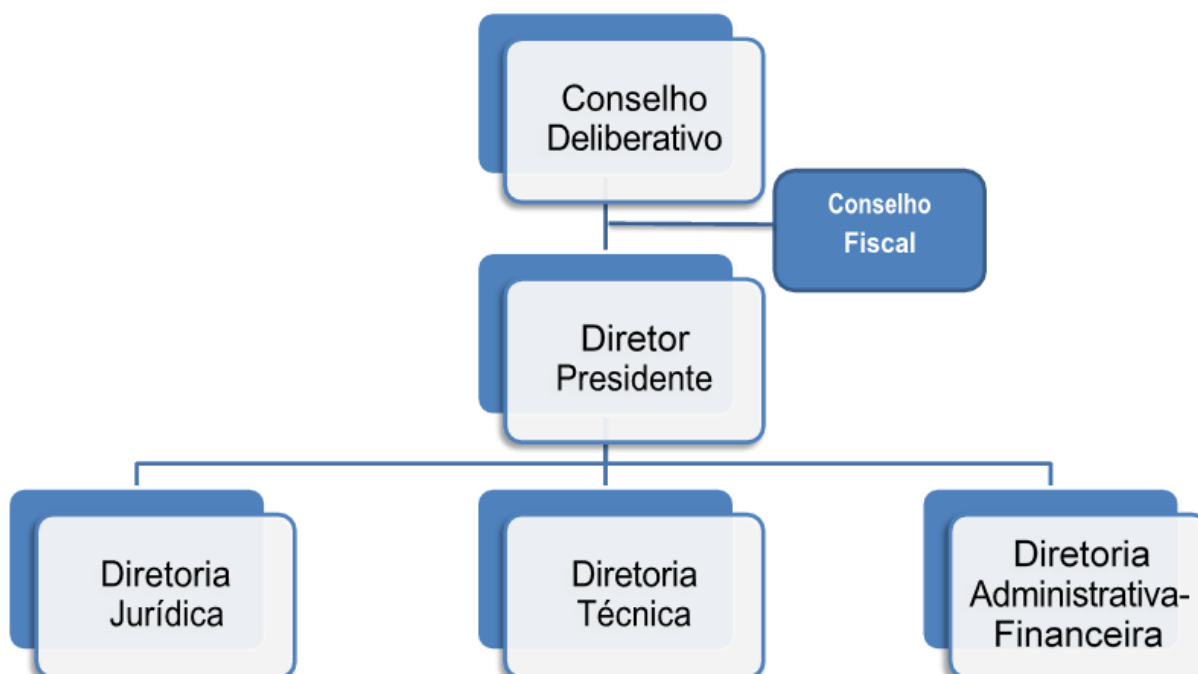 Conselho
Deliberativo
Conselho
Fiscal
Diretor
Presidente
Diretoria
Jurídica
Diretoria
Técnica
Diretoria
Administrativa-
Financeira